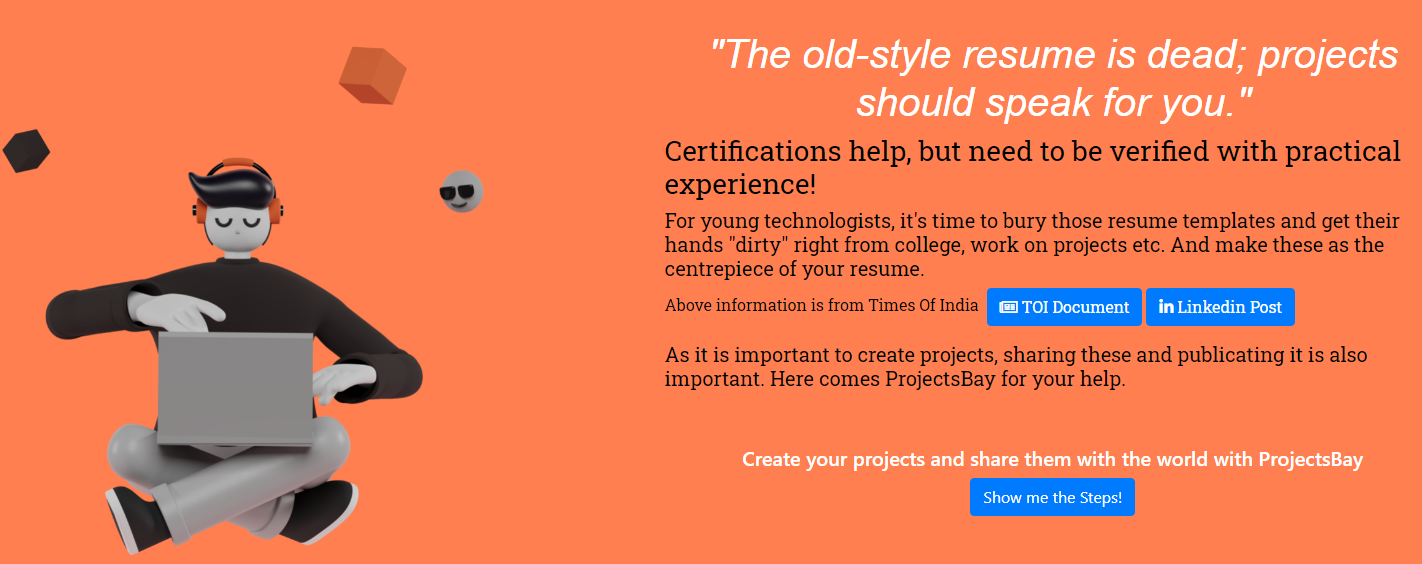 "The old-style resume is dead; projects
should speak for you."
Certifications help, but need to be verified with practical
experience!
For young technologists, it's time to bury those resume templates and get their
hands "dirty" right from college, work on projects etc. And make these as the
centrepiece of your resume.
Above information is from Times Of India TOI Document Linkedin Post
As it is important to create projects, sharing these and publicating it is also
important. Here comes ProjectsBay for your help.
Create your projects and share them with the world with ProjectsBay
Show me the Steps!